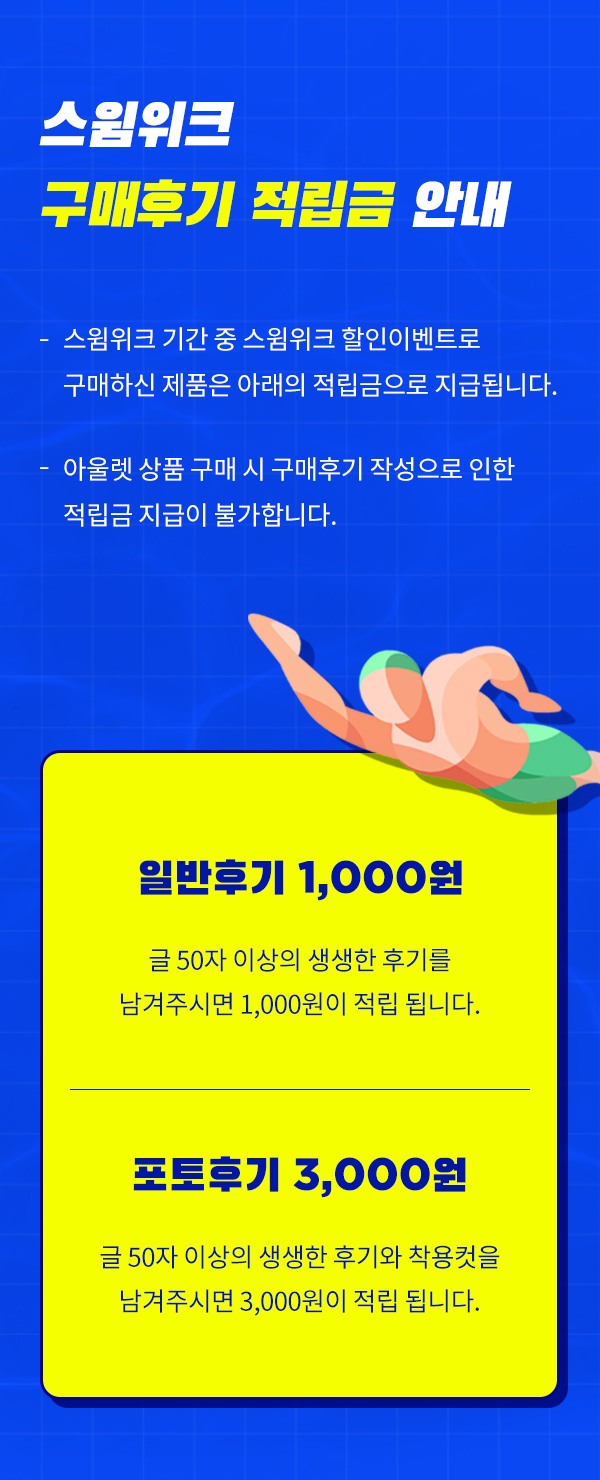 스윔위크
구매후기 적립금 안내
- 스윔위크 기간 중 스윔위크 할인이벤트로
구매하신 제품은 아래의 적립금으로 지급됩니다.
- 아울렛 상품 구매 시 구매후기 작성으로 인한
적립금 지급이 불가합니다.
일반후기 1,000원
글 50자 이상의 생생한 후기를
남겨주시면 1,000원이 적립 됩니다.
포토후기 3,000원
글 50자 이상의 생생한 후기와 착용컷을
남겨주시면 3,000원이 적립 됩니다.